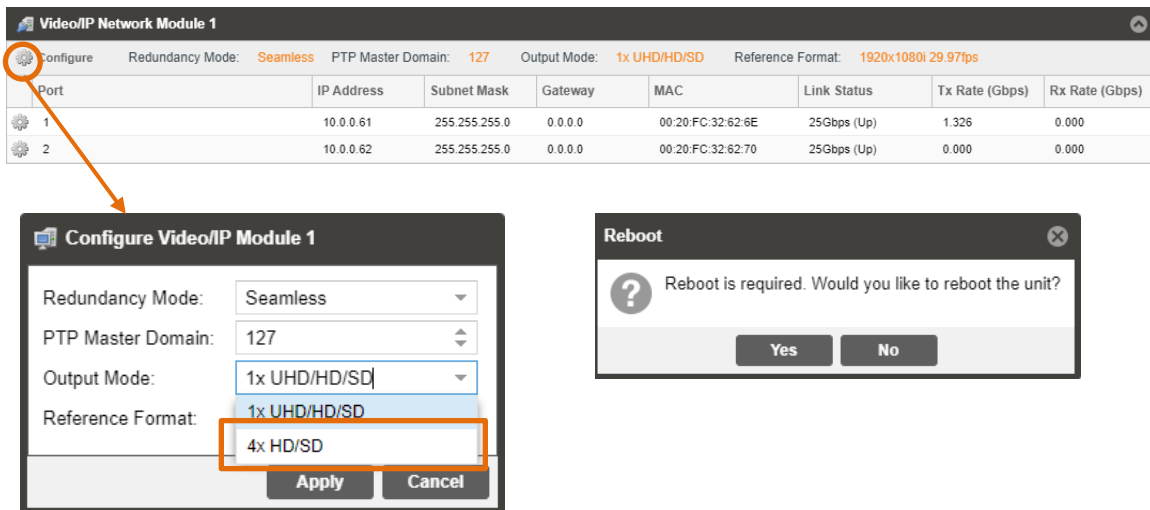 Video/IP Network Module 1
Configure Redundancy Mode: Seamless PTP Master Domain: 127 Output Mode: 1x UHD/HD/SD Reference Format: 1920x1080i 29.97fps
Port IP Address Subnet Mask Gateway MAC Link Status Tx Rate (Gbps) Rx Rate (Gbps)
1 10.0.0.61 255.255.255.0 0.0.0.0 00:20:FC:32:62:6E 25Gbps (Up) 1.326 0.000
2 10.0.0.62 255.255.255.0 0.0.0.0 00:20:FC:32:62:70 25Gbps (Up) 0.000 0.000
Configure Video/IP Module 1
Redundancy Mode: Seamless
PTP Master Domain: 127
Output Mode: 1x UHD/HD/SD
Reference Format: 1x UHD/HD/SD
4x HD/SD
Apply Cancel
Reboot
Reboot is required. Would you like to reboot the unit?
Yes No